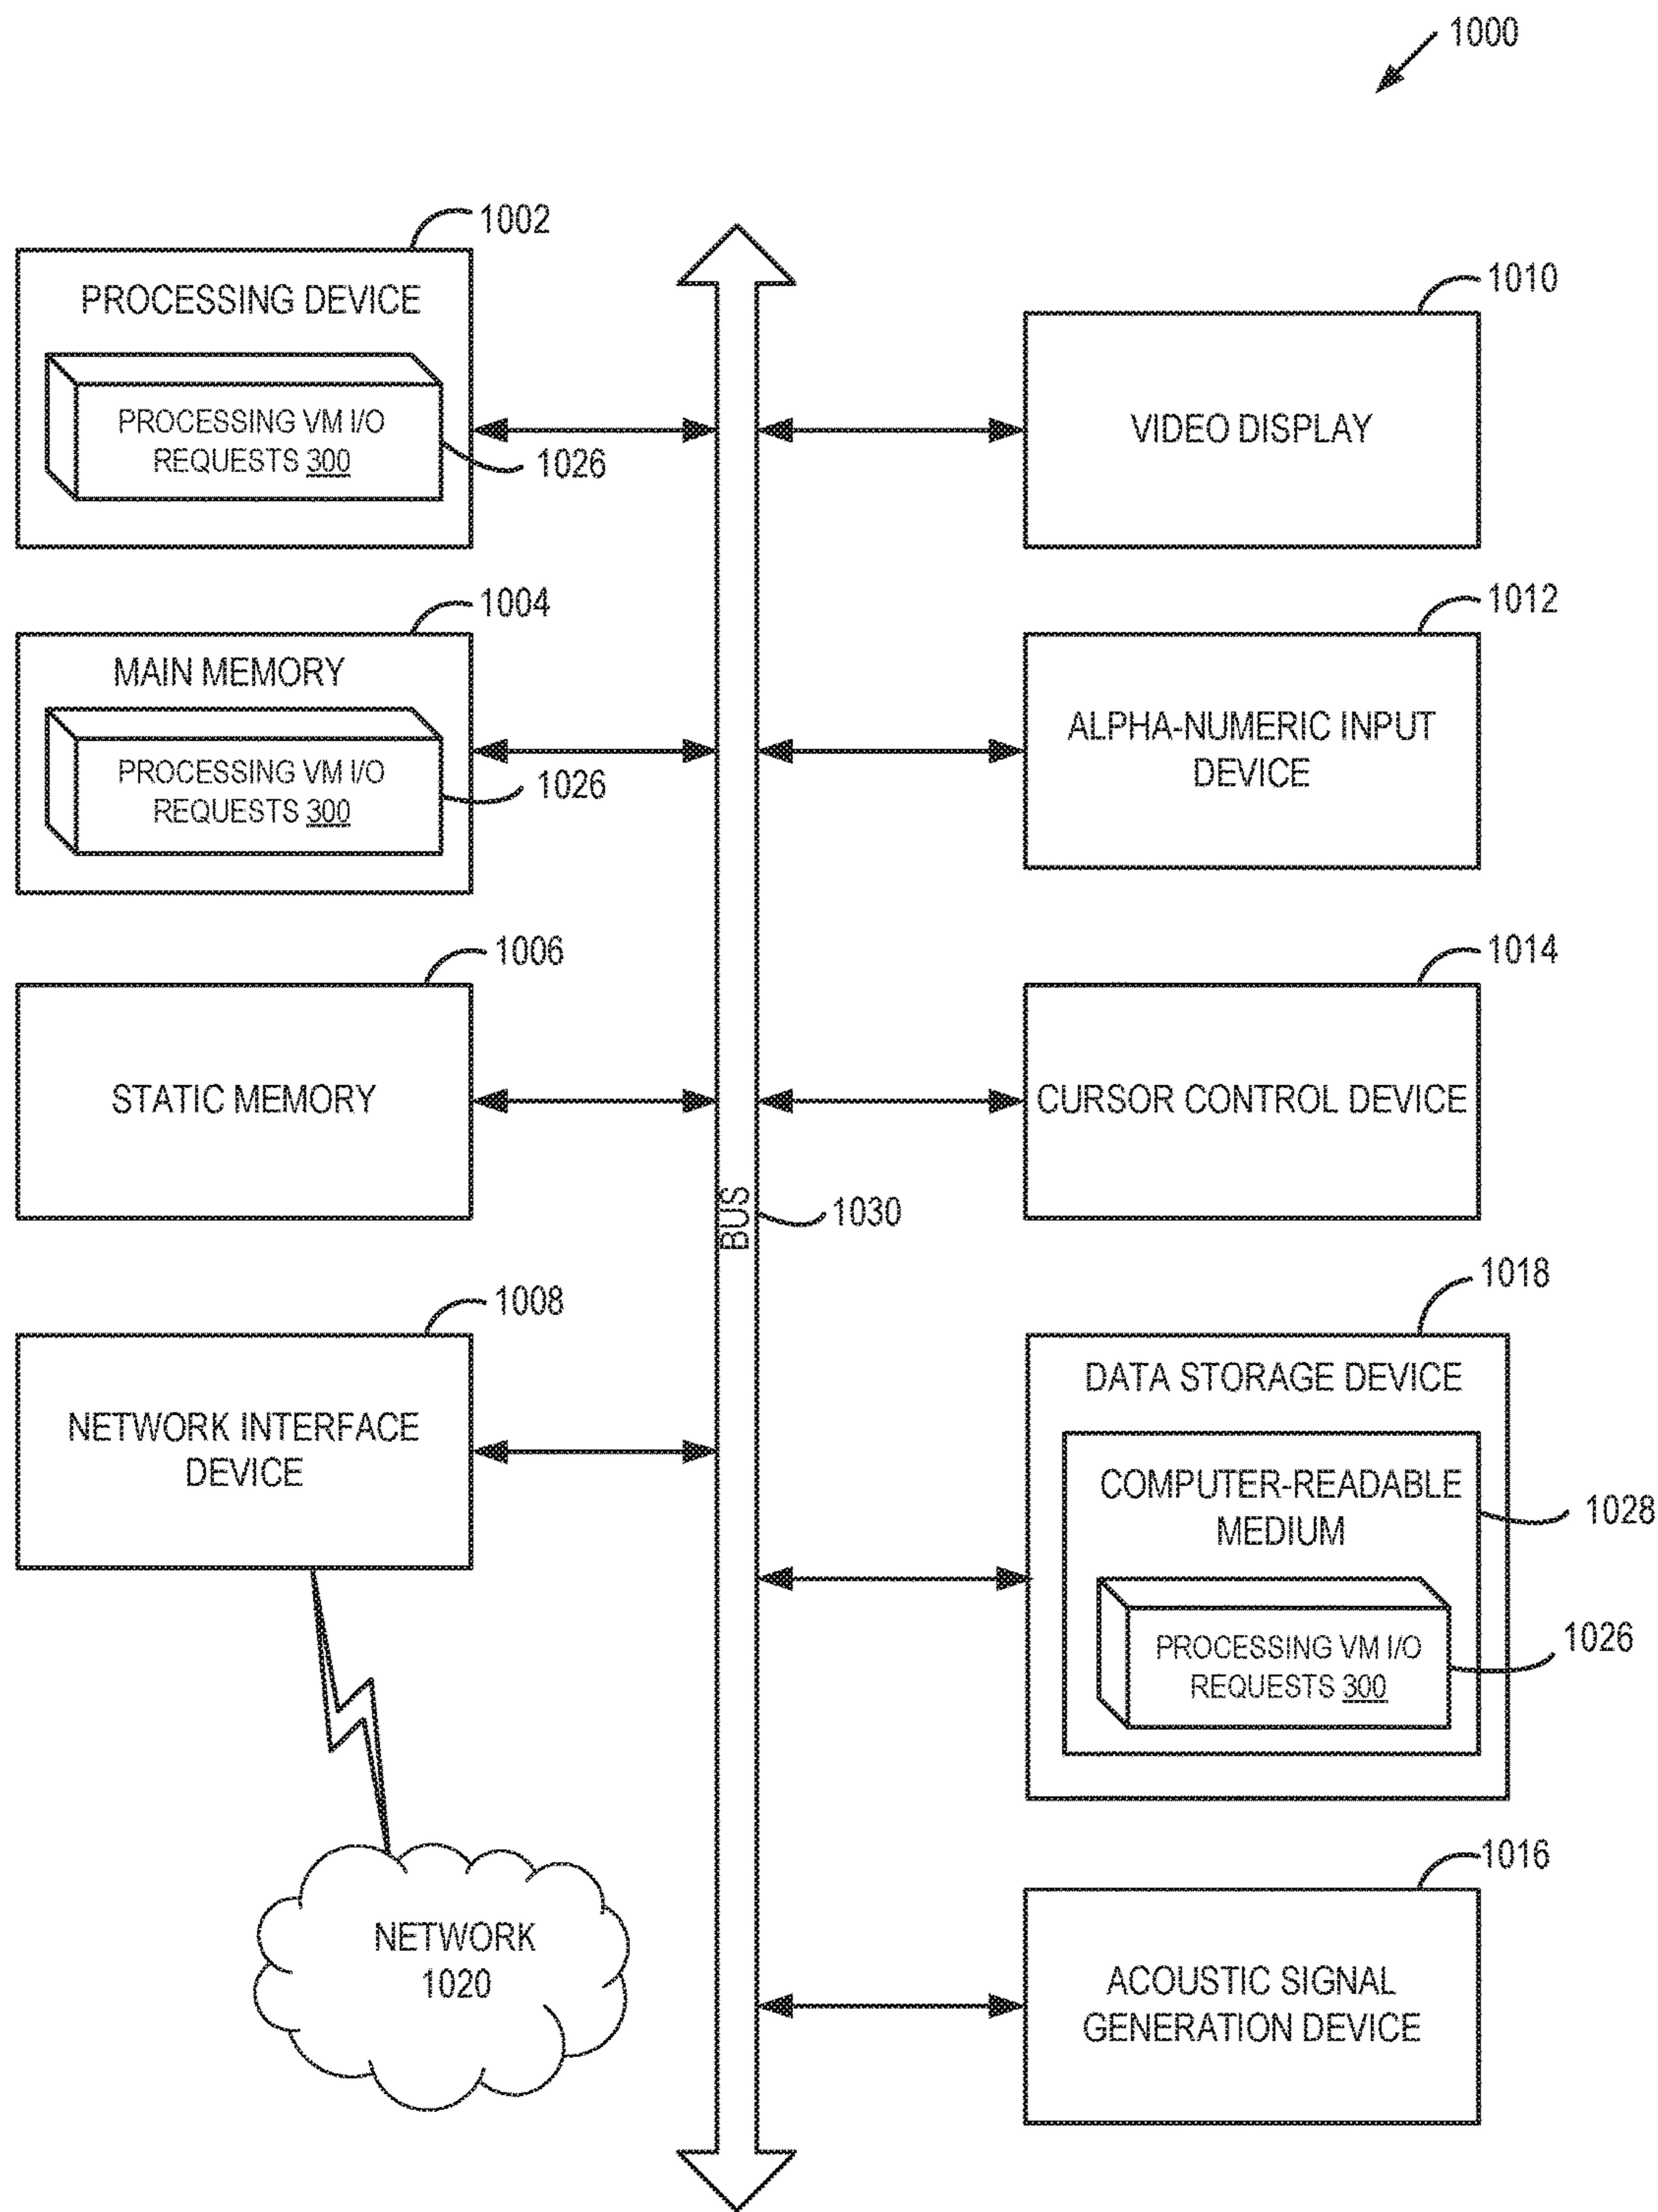 1000
1002
PROCESSING DEVICE
PROCESSING VM I/O
REQUESTS 300
1026
1004
MAIN MEMORY
PROCESSING VM I/O
REQUESTS 300
1026
1006
STATIC MEMORY
1008
NETWORK INTERFACE
DEVICE
NETWORK
1020
BUS
1030
1010
VIDEO DISPLAY
1012
ALPHA-NUMERIC INPUT
DEVICE
1014
CURSOR CONTROL DEVICE
1018
DATA STORAGE DEVICE
COMPUTER-READABLE
MEDIUM
1028
PROCESSING VM I/O
REQUESTS 300
1026
1016
ACOUSTIC SIGNAL
GENERATION DEVICE